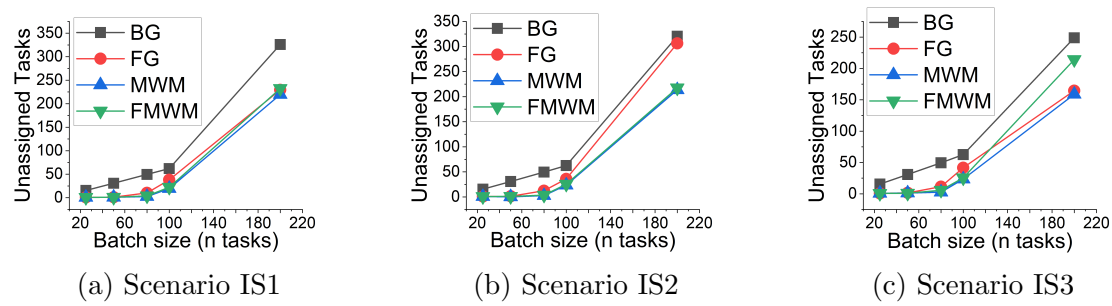 Unassigned Tasks
350
300
250
200
150
100
50
0
BG
FG
MWM
FMWM
20
60
100
140
180
220
Batch size (n tasks)
(a) Scenario IS1
Unassigned Tasks
350
300
250
200
150
100
50
0
BG
FG
MWM
FMWM
20
60
100
140
180
220
Batch size (n tasks)
(b) Scenario IS2
Unassigned Tasks
250
200
150
100
50
0
BG
FG
MWM
FMWM
20
60
100
140
180
220
Batch size (n tasks)
(c) Scenario IS3